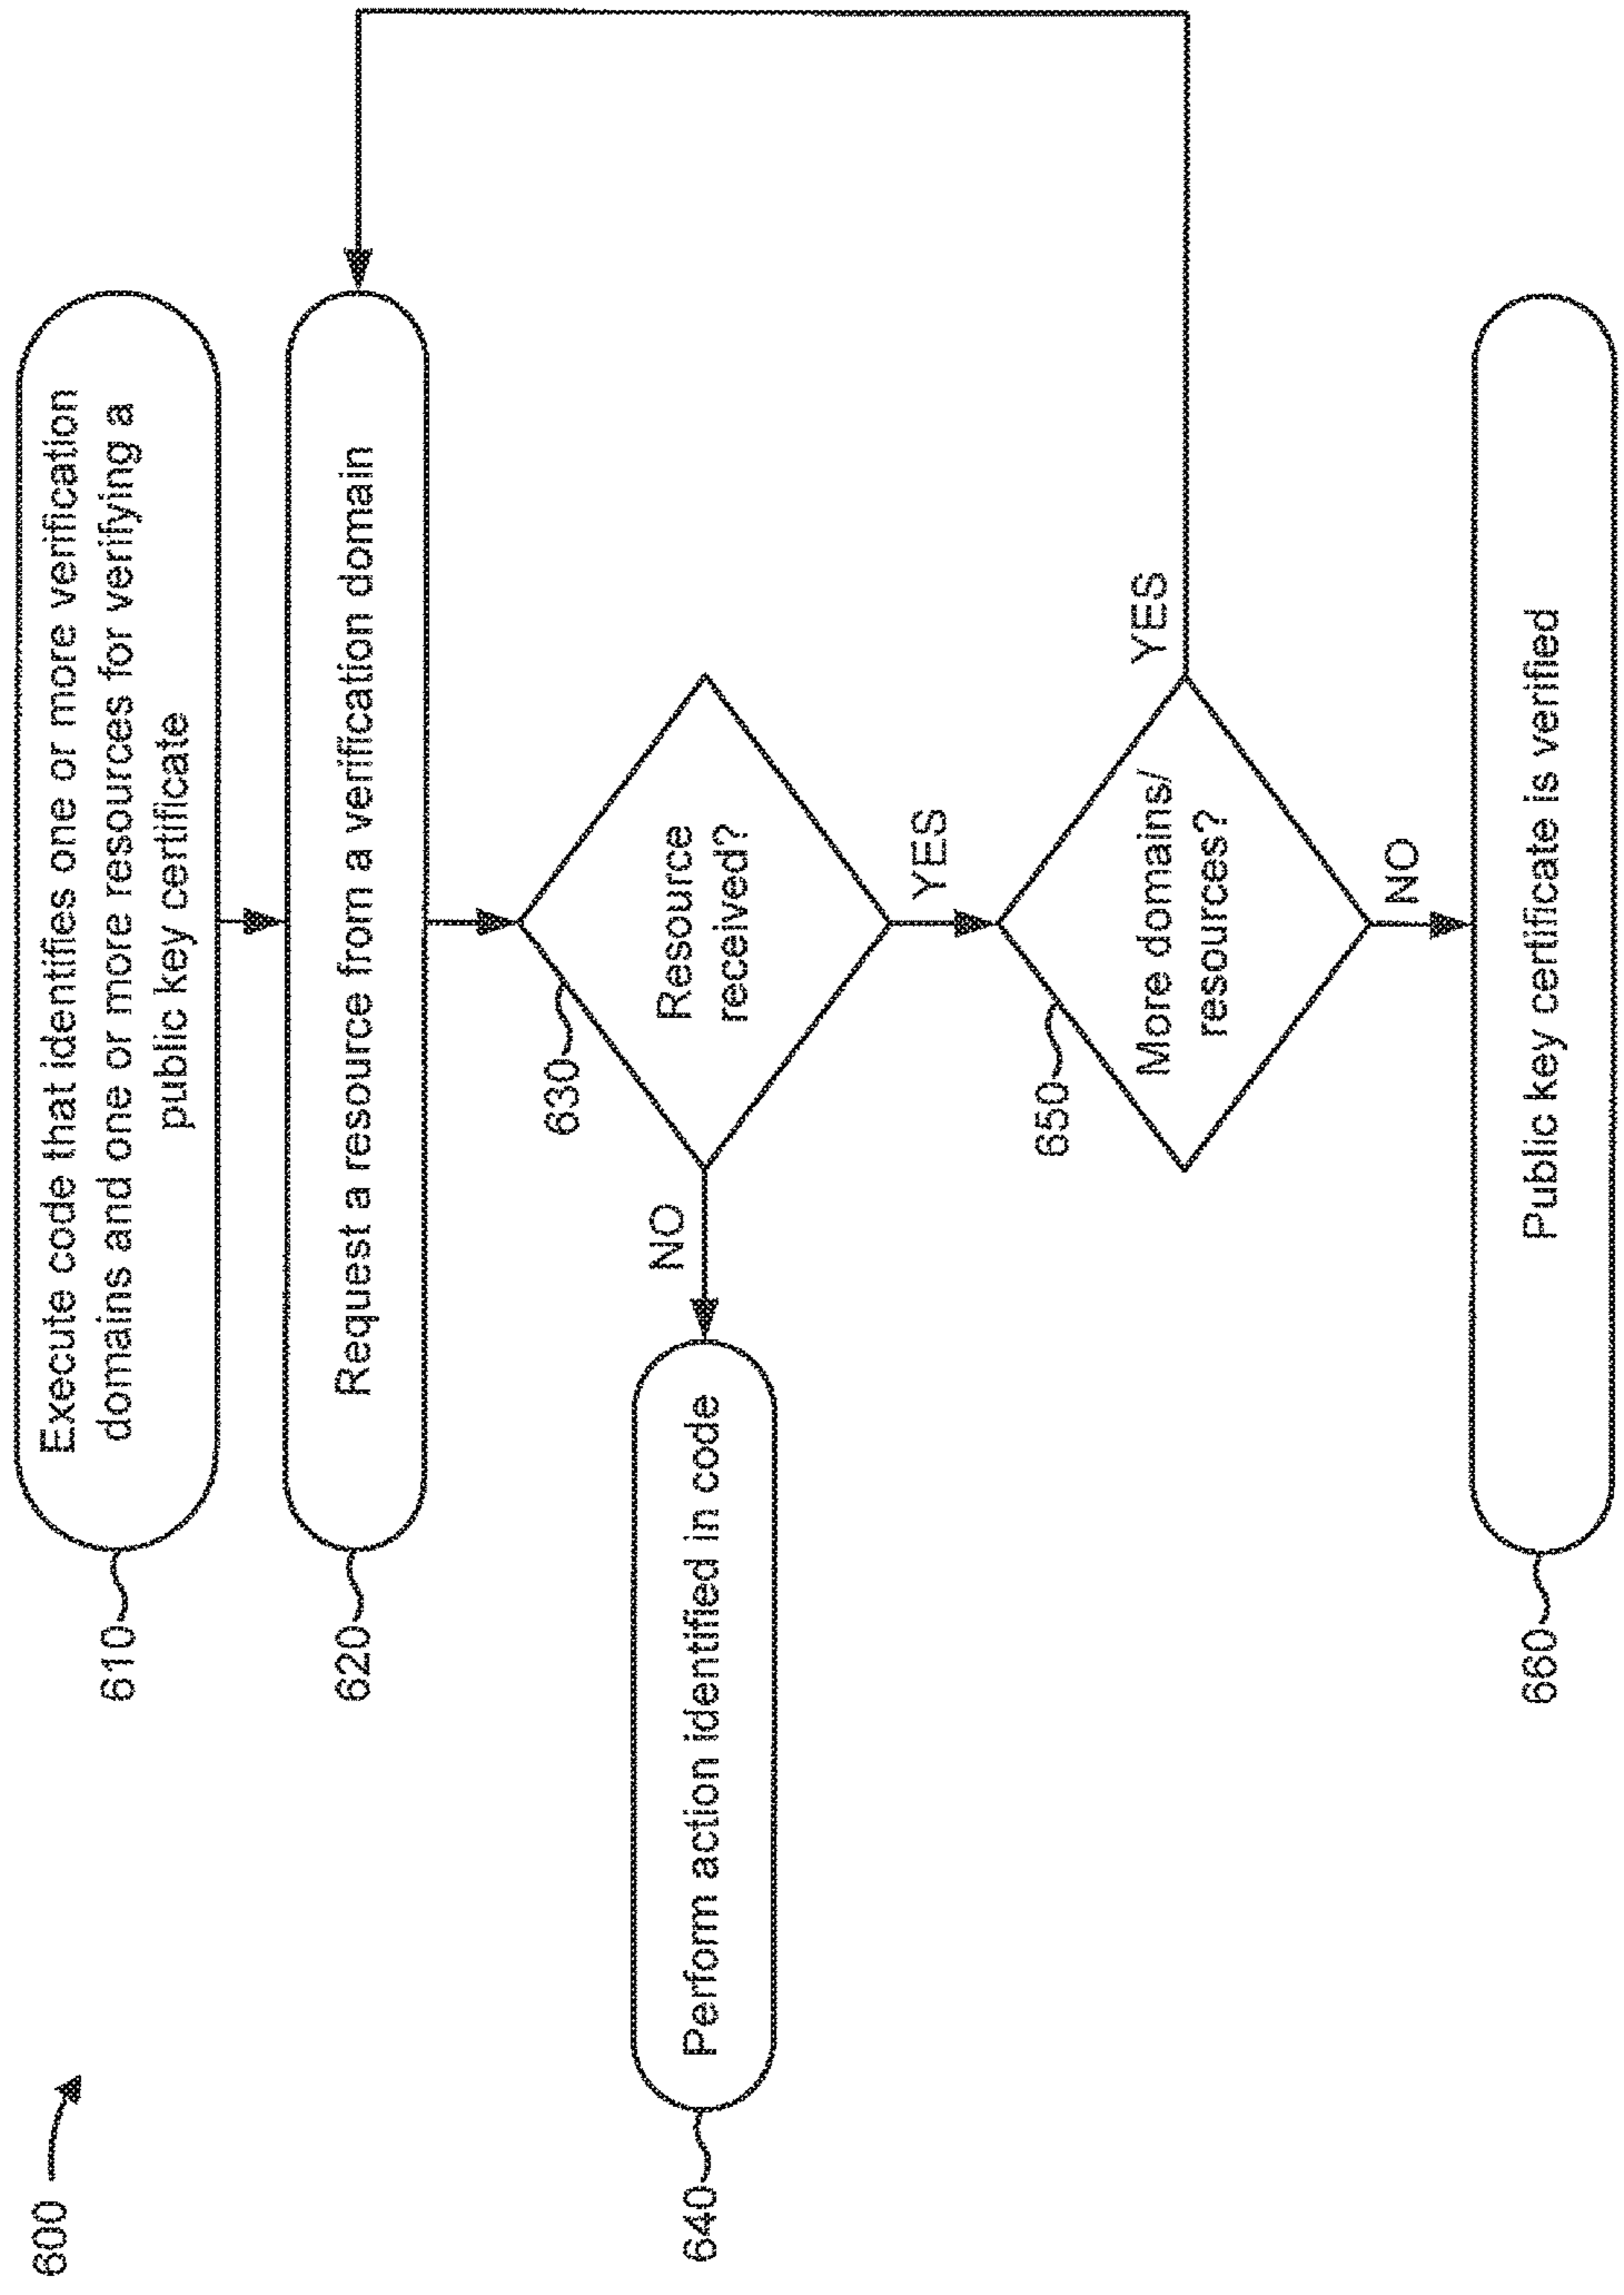 600
610
Execute code that identifies one or more verification
domains and one or more resources for verifying a
public key certificate
620
Request a resource from a verification domain
630
Resource
received?
NO
YES
640
Perform action identified in code
650
More domains/
resources?
YES
NO
660
Public key certificate is verified